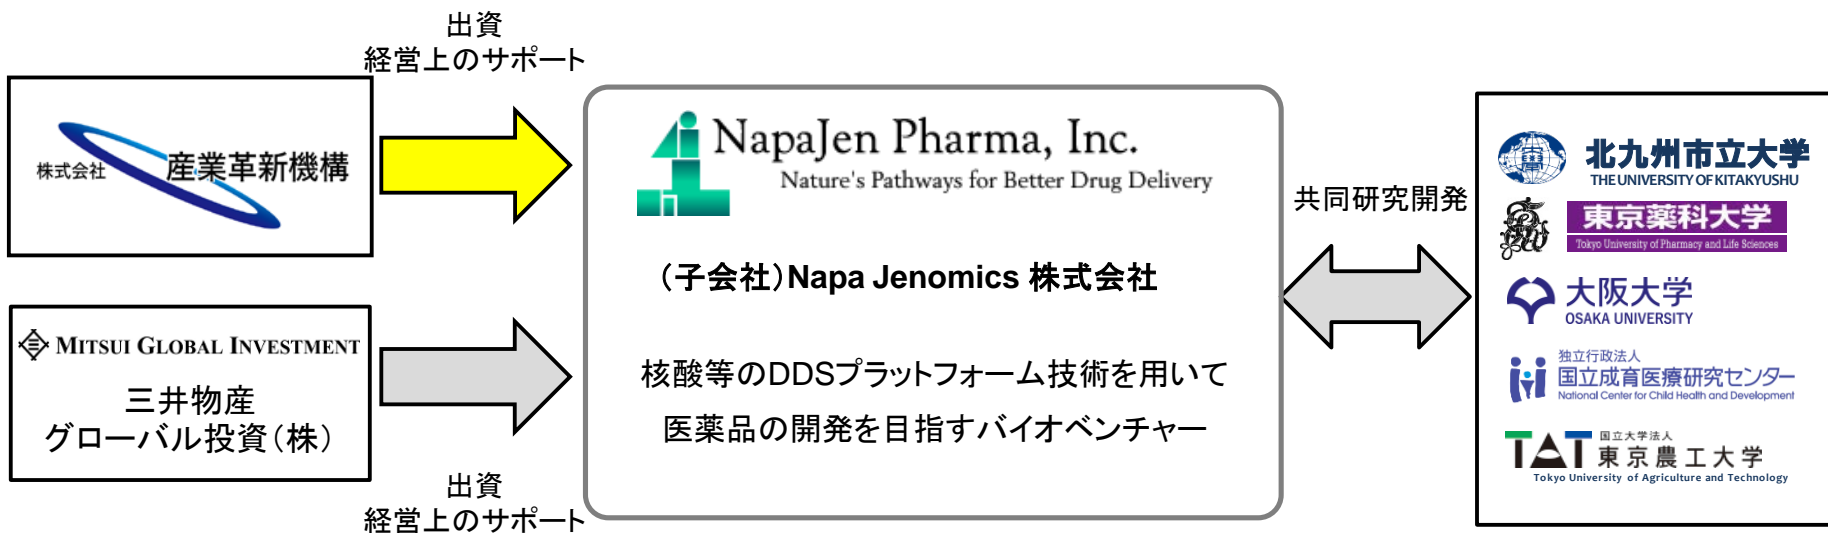 出資
経営上のサポート
株式会社 産業革新機構
MITSUI GLOBAL INVESTMENT
三井物産
グローバル投資(株)
出資
経営上のサポート
NapaJen Pharma, Inc.
Nature's Pathways for Better Drug Delivery
(子会社)Napa Jenomics 株式会社
核酸等のDDSプラットフォーム技術を用いて
医薬品の開発を目指すバイオベンチャー
共同研究開発
北九州市立大学
THE UNIVERSITY OF KITAKYUSHU
東京薬科大学
Tokyo University of Pharmacy and Life Sciences
大阪大学
OSAKA UNIVERSITY
独立行政法人
国立成育医療研究センター
National Center for Child Health and Development
TAT
国立大学法人
東京農工大学
Tokyo University of Agriculture and Technology